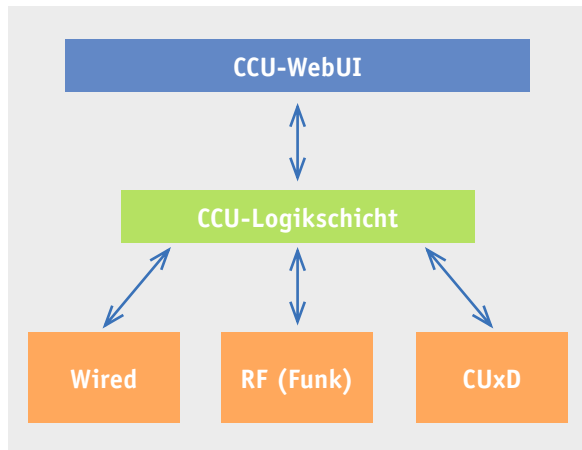 CCU-WebUI
CCU-Logikschicht
Wired
RF (Funk)
CUxD